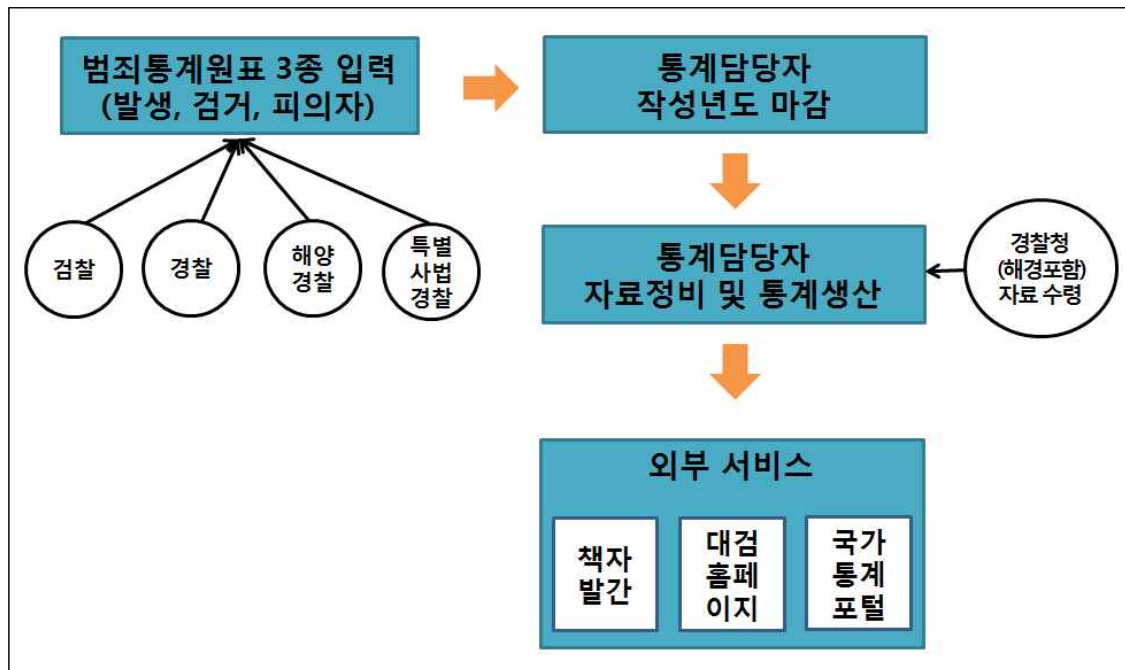 범죄통계원표 3종 입력
(발생, 검거, 피의자)
통계담당자
작성년도 마감
검찰
경찰
해양
경찰
특별
사법
경찰
통계담당자
자료정비 및 통계생산
경찰청
(해경포함)
자료 수령
외부 서비스
책자
발간
대검
홈페
이지
국가
통계
포털